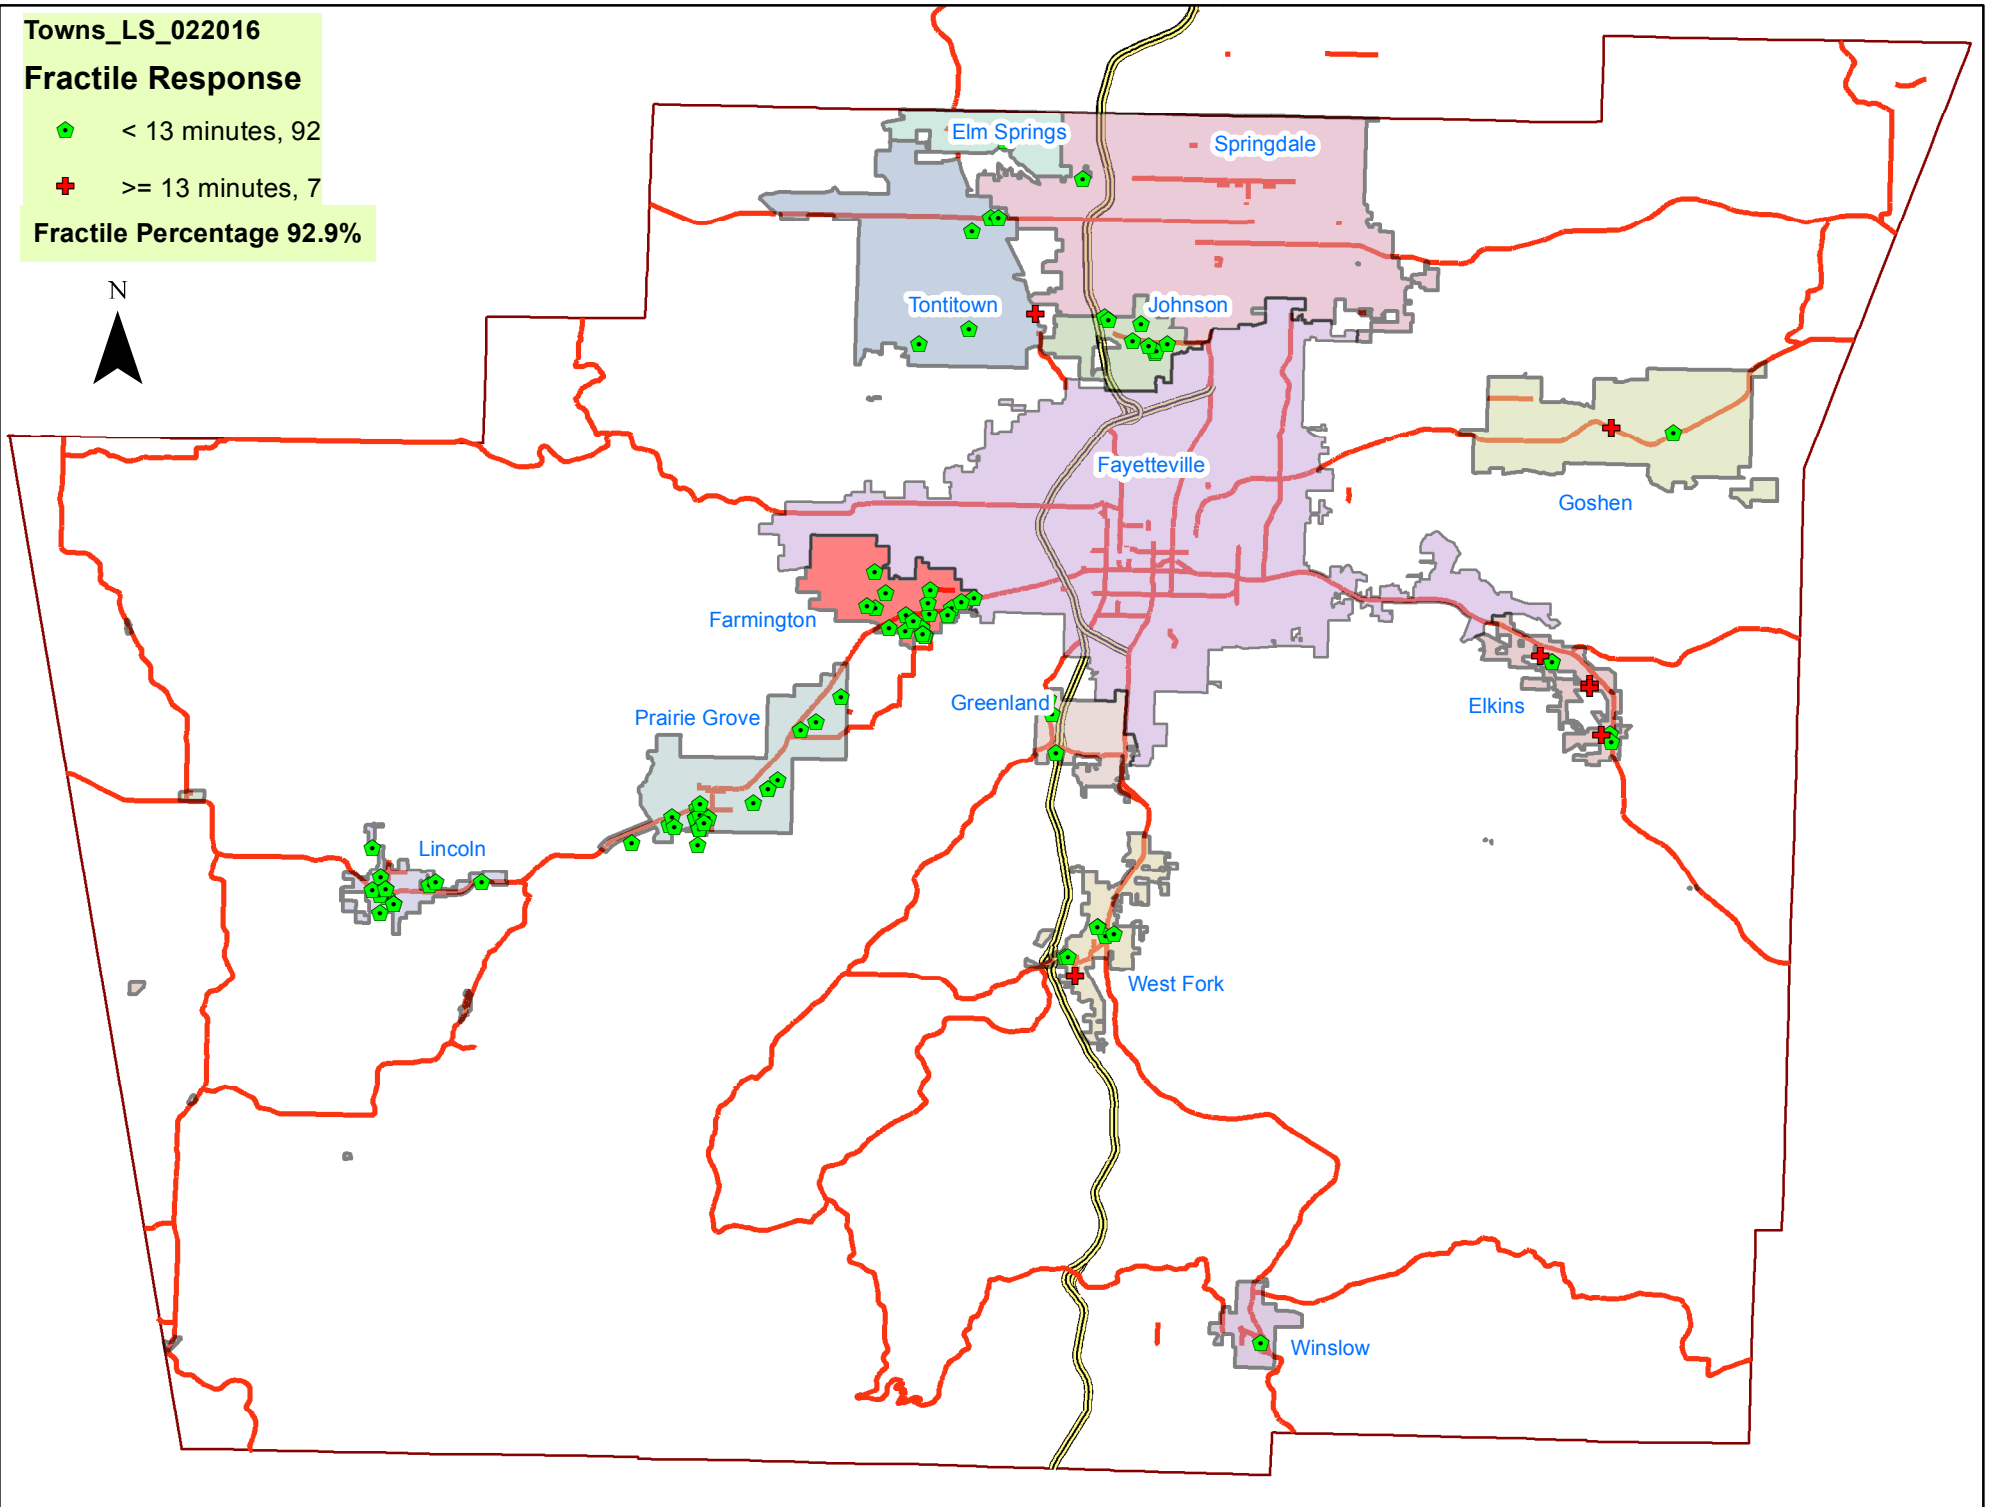 Towns_LS_022016
Fractile Response
< 13 minutes, 92
>= 13 minutes, 7
Fractile Percentage 92.9%
N
Elm Springs
Springdale
Tontitown
Johnson
Fayetteville
Goshen
Farmington
Elkins
Greenland
Prairie Grove
Lincoln
West Fork
Winslow